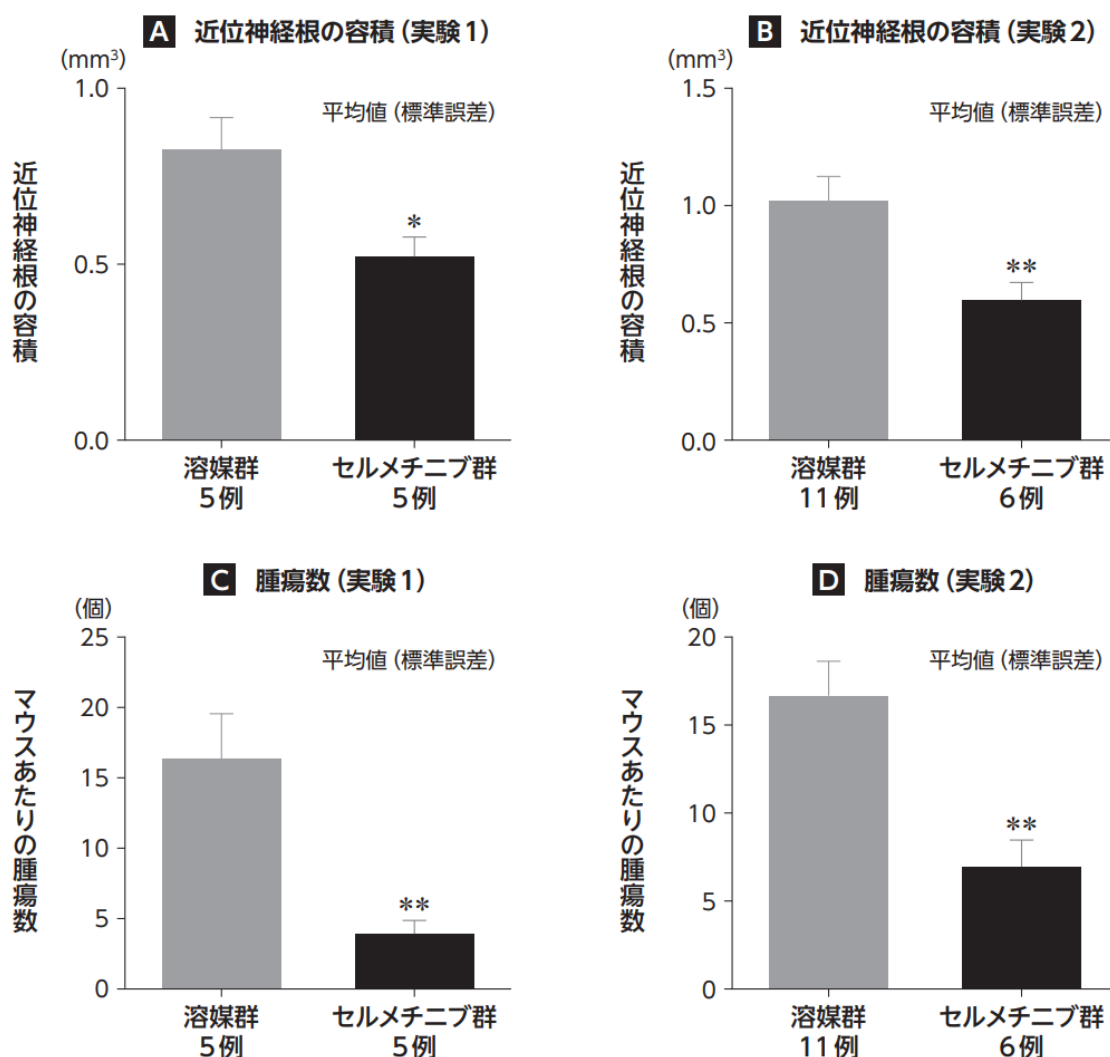 A 近位神経根の容積（実験1）
(mm³)
1.0
0.5
0.0
近位神経根の容積
平均値（標準誤差）
*
溶媒群
5例
セルメチニブ群
5例
B 近位神経根の容積（実験2）
(mm³)
1.5
1.0
0.5
0.0
近位神経根の容積
平均値（標準誤差）
**
溶媒群
11例
セルメチニブ群
6例
C 腫瘍数（実験1）
（個）
25
20
15
10
5
0
マウスあたりの腫瘍数
平均値（標準誤差）
**
溶媒群
5例
セルメチニブ群
5例
D 腫瘍数（実験2）
（個）
20
15
10
5
0
マウスあたりの腫瘍数
平均値（標準誤差）
**
溶媒群
11例
セルメチニブ群
6例